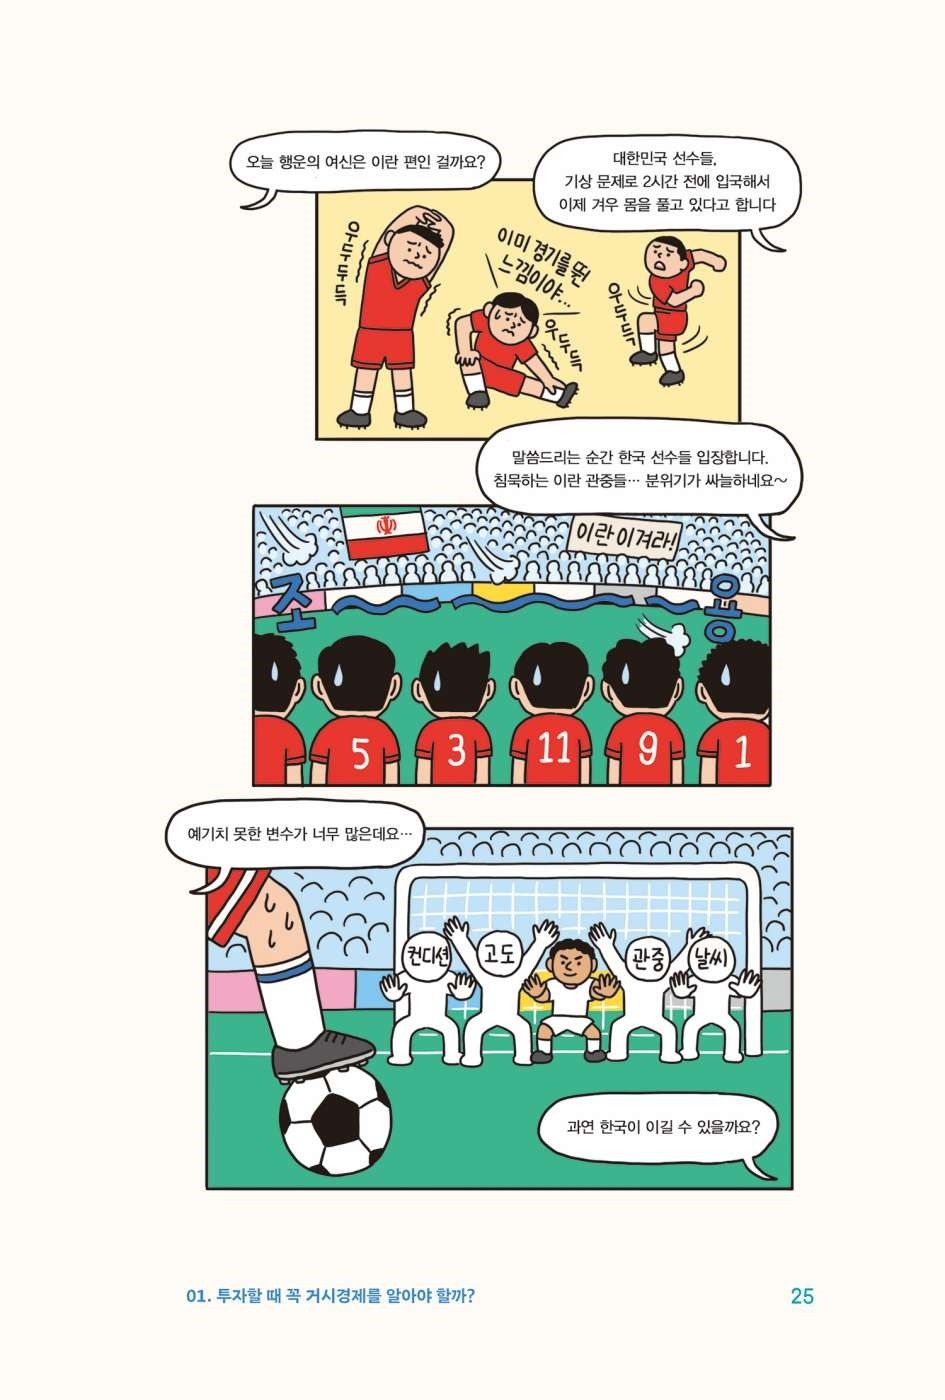 오늘 행운의 여신은 이란 편인 걸까요?
대한민국 선수들,
기상 문제로 2시간 전에 입국해서
이제 겨우 몸을 풀고 있다고 합니다
우두두둑
이미 경기를 뛴
느낌이야...
우두둑
우두둑
말씀드리는 순간 한국 선수들 입장합니다.
침묵하는 이란 관중들… 분위기가 싸늘하네요~
이란 이겨라!
조용
5 3 11 9 1
예기치 못한 변수가 너무 많은데요…
컨디션 고도 관중 날씨
과연 한국이 이길 수 있을까요?
01. 투자할 때 꼭 거시경제를 알아야 할까?
25